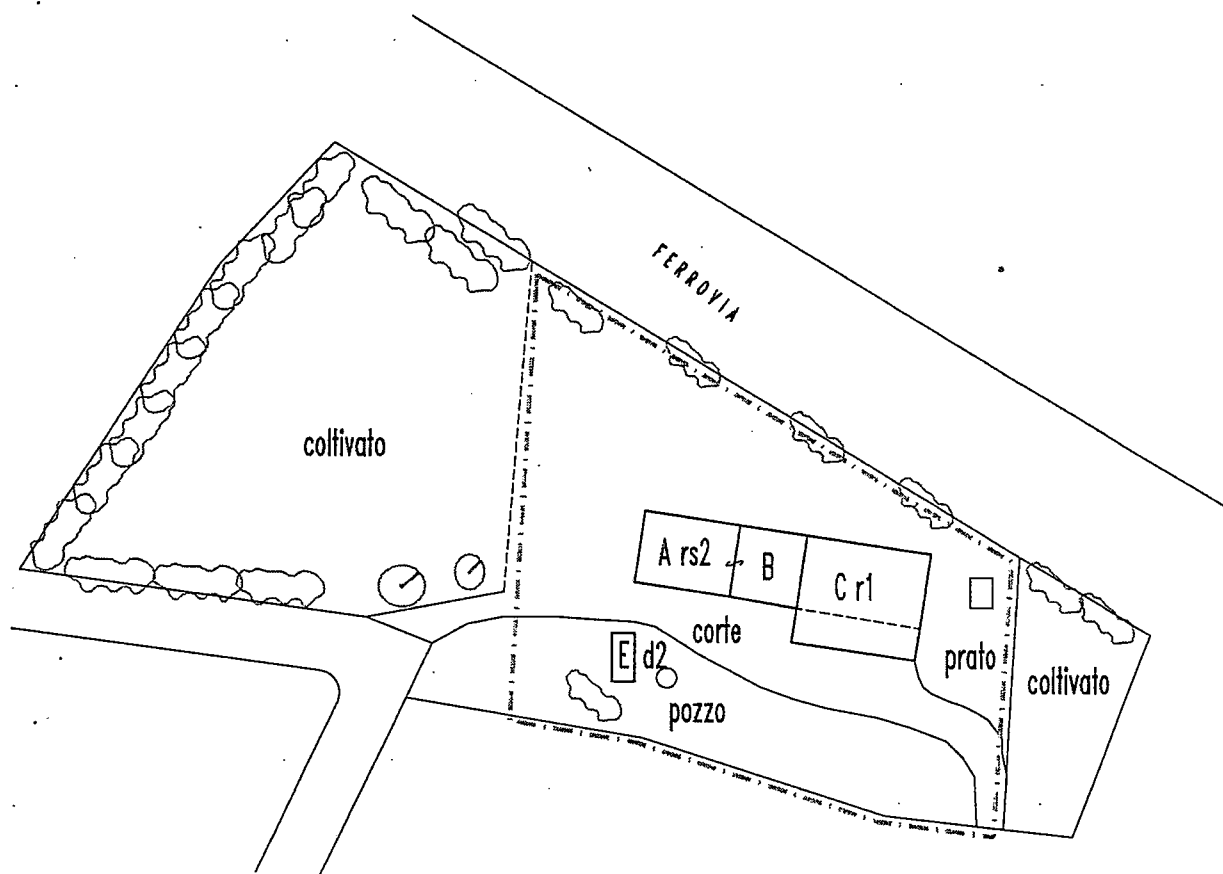 FERROVIA
coltivato
A rs2
B
C r1
corte
E d2
prato
coltivato
pozzo